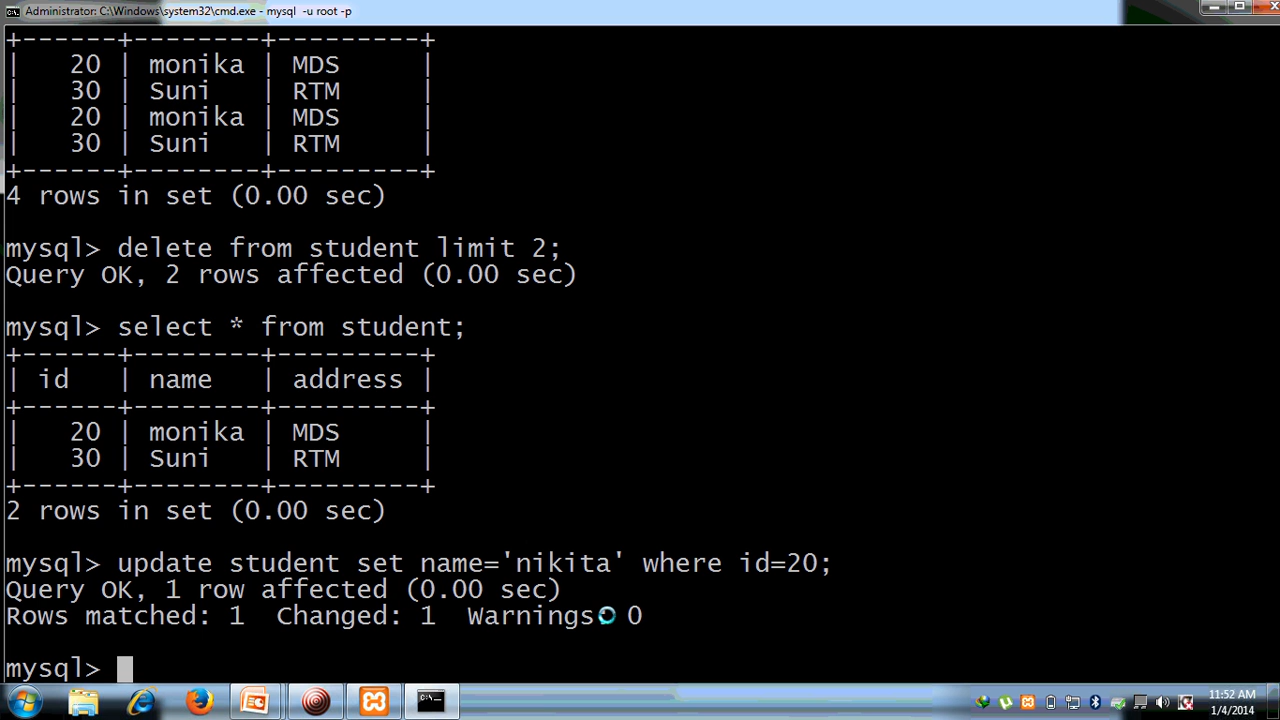 Administrator: C:\Windows\system32\cmd.exe - mysql -u root -p
+------+--------+---------+
| 20 | monika | MDS |
| 30 | Suni | RTM |
| 20 | monika | MDS |
| 30 | Suni | RTM |
+------+--------+---------+
4 rows in set (0.00 sec)
mysql> delete from student limit 2;
Query OK, 2 rows affected (0.00 sec)
mysql> select * from student;
+------+--------+---------+
| id | name | address |
+------+--------+---------+
| 20 | monika | MDS |
| 30 | Suni | RTM |
+------+--------+---------+
2 rows in set (0.00 sec)
mysql> update student set name='nikita' where id=20;
Query OK, 1 row affected (0.00 sec)
Rows matched: 1 Changed: 1 Warnings 0
mysql>
11:52 AM
1/4/2014